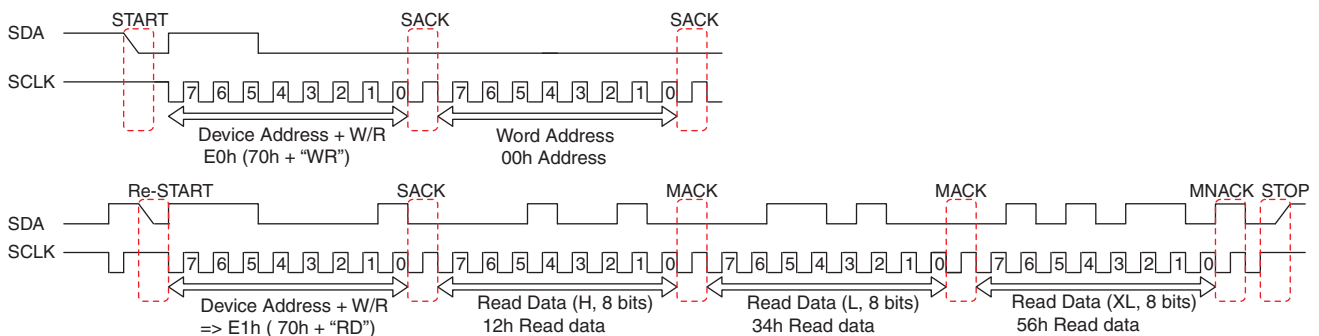 START SACK SACK
SDA
SCLK
7 6 5 4 3 2 1 0 7 6 5 4 3 2 1 0
Device Address + W/R Word Address
E0h (70h + “WR”) 00h Address
Re-START SACK MACK MACK MNACK STOP
SDA
SCLK
7 6 5 4 3 2 1 0 7 6 5 4 3 2 1 0 7 6 5 4 3 2 1 0 7 6 5 4 3 2 1 0
Device Address + W/R Read Data (H, 8 bits) Read Data (L, 8 bits) Read Data (XL, 8 bits)
=> E1h ( 70h + “RD”) 12h Read data 34h Read data 56h Read data